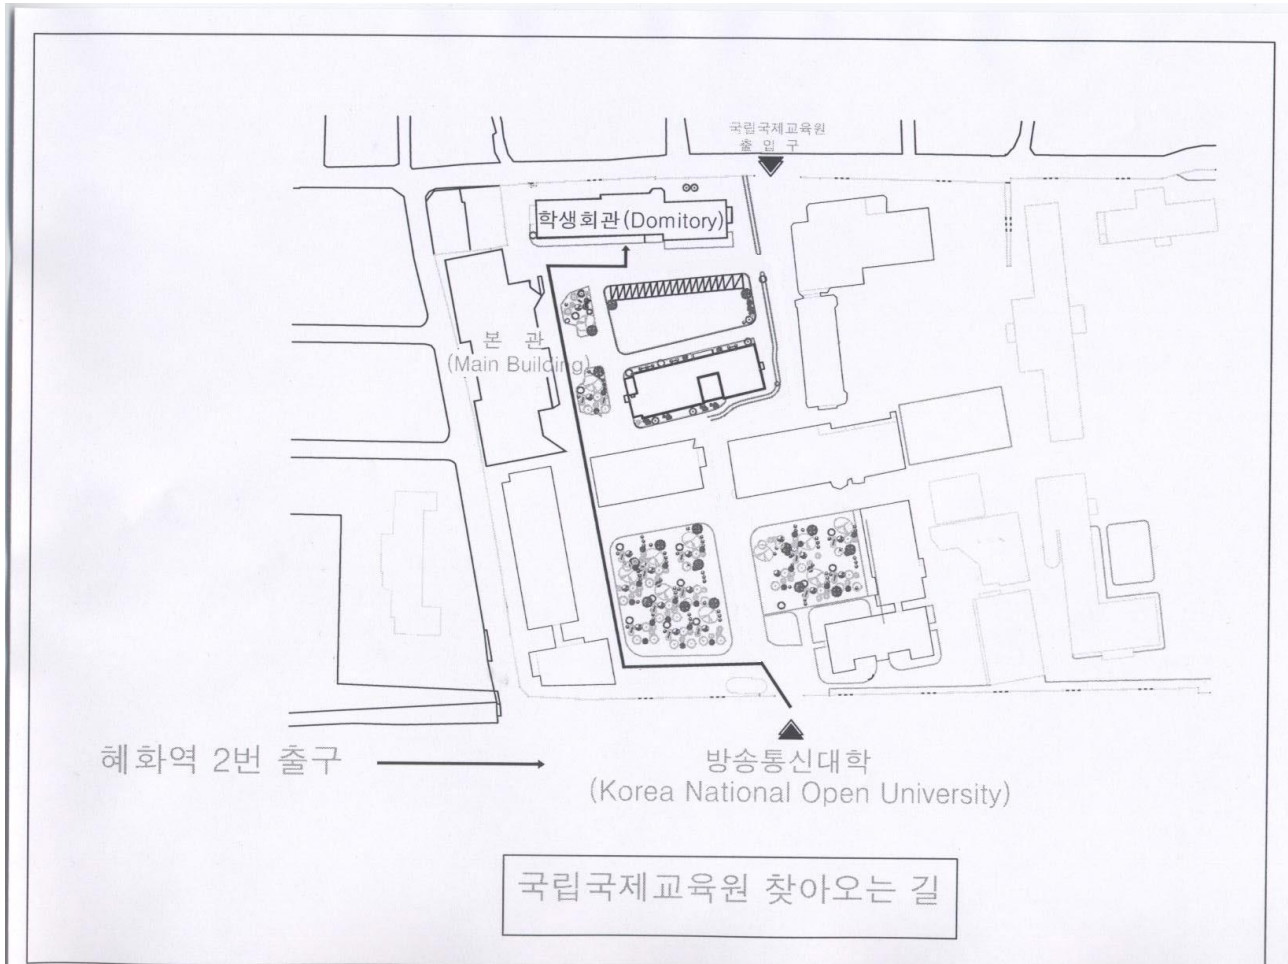 국립국제교육원
출 입 구
학생회관(Domitory)
본 관
(Main Building)
혜화역 2번 출구
방송통신대학
(Korea National Open University)
국립국제교육원 찾아오는 길